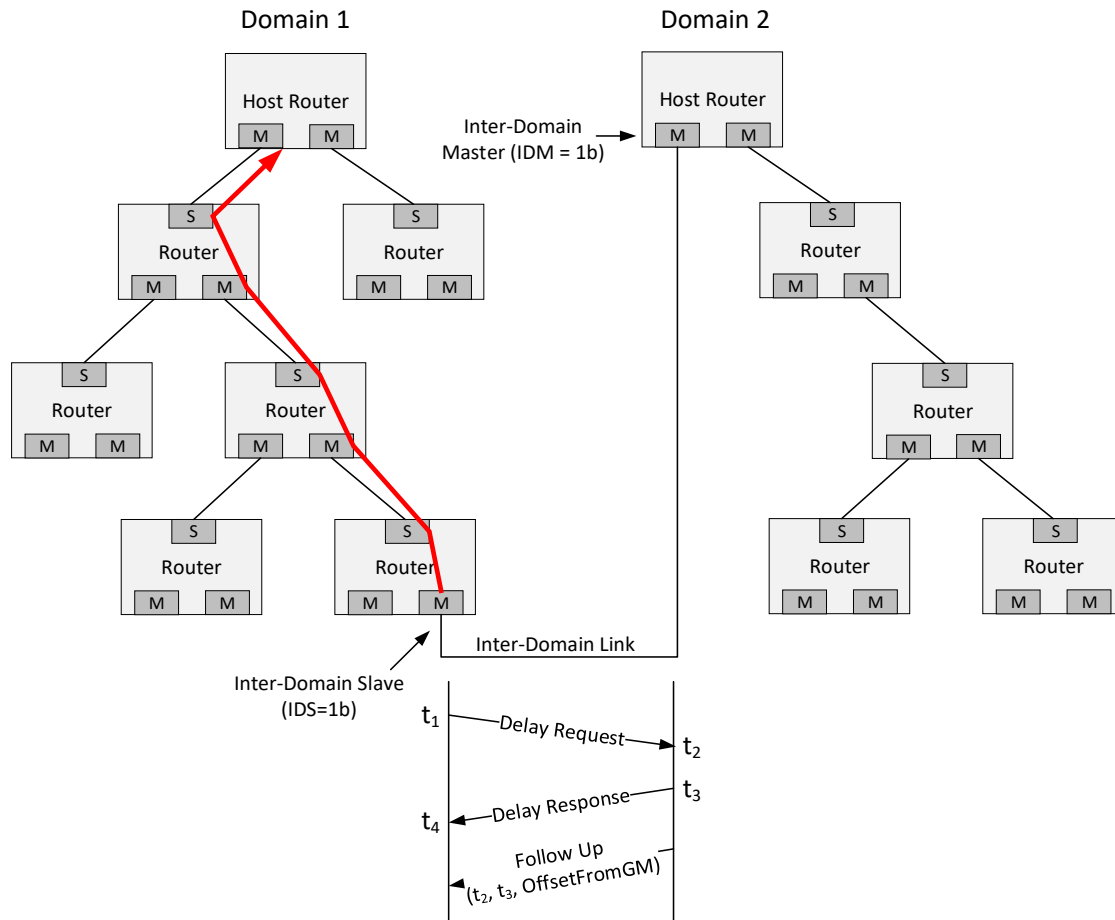 Domain 1
Domain 2
Host Router
M M
Host Router
M M
Inter-Domain
Master (IDM = 1b)
S
Router
M M
S
Router
M M
S
Router
M M
S
Router
M M
S
Router
M M
S
Router
M M
S
Router
M M
S
Router
M M
S
Router
M M
S
Router
M M
Inter-Domain Link
Inter-Domain Slave
(IDS=1b)
t1
Delay Request
t2
t3
Delay Response
t4
Follow Up
(t2, t3, OffsetFromGM)